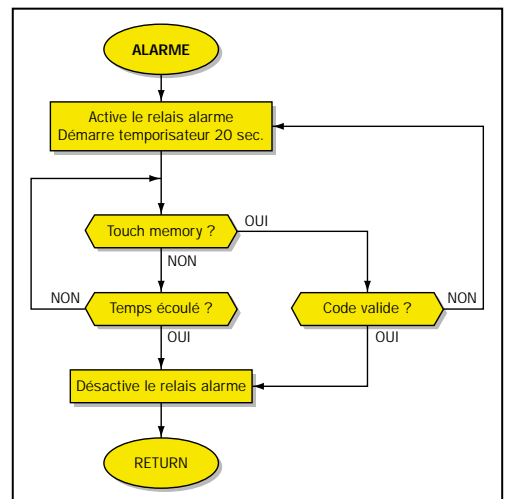 ALARME
Active le relais alarme
Démarre temporisateur 20 sec.
Touch memory ?
OUI
NON
NON
Temps écoulé ?
Code valide ?
NON
OUI
OUI
Désactive le relais alarme
RETURN